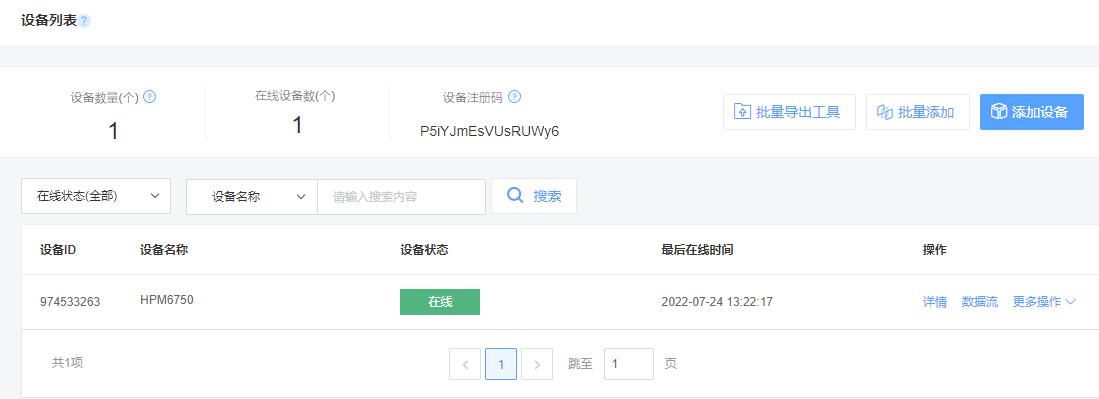 设备列表 ?
设备数量(个) ? 在线设备数(个) 设备注册码 ?
1 1 P5iYJmEsVUsRUWy6
批量导出工具 批量添加 添加设备
在线状态(全部) 设备名称 请输入搜索内容 搜索
设备ID 设备名称 设备状态 最后在线时间 操作
974533263 HPM6750 在线 2022-07-24 13:22:17 详情 数据流 更多操作
共1项 1 跳至 1 页